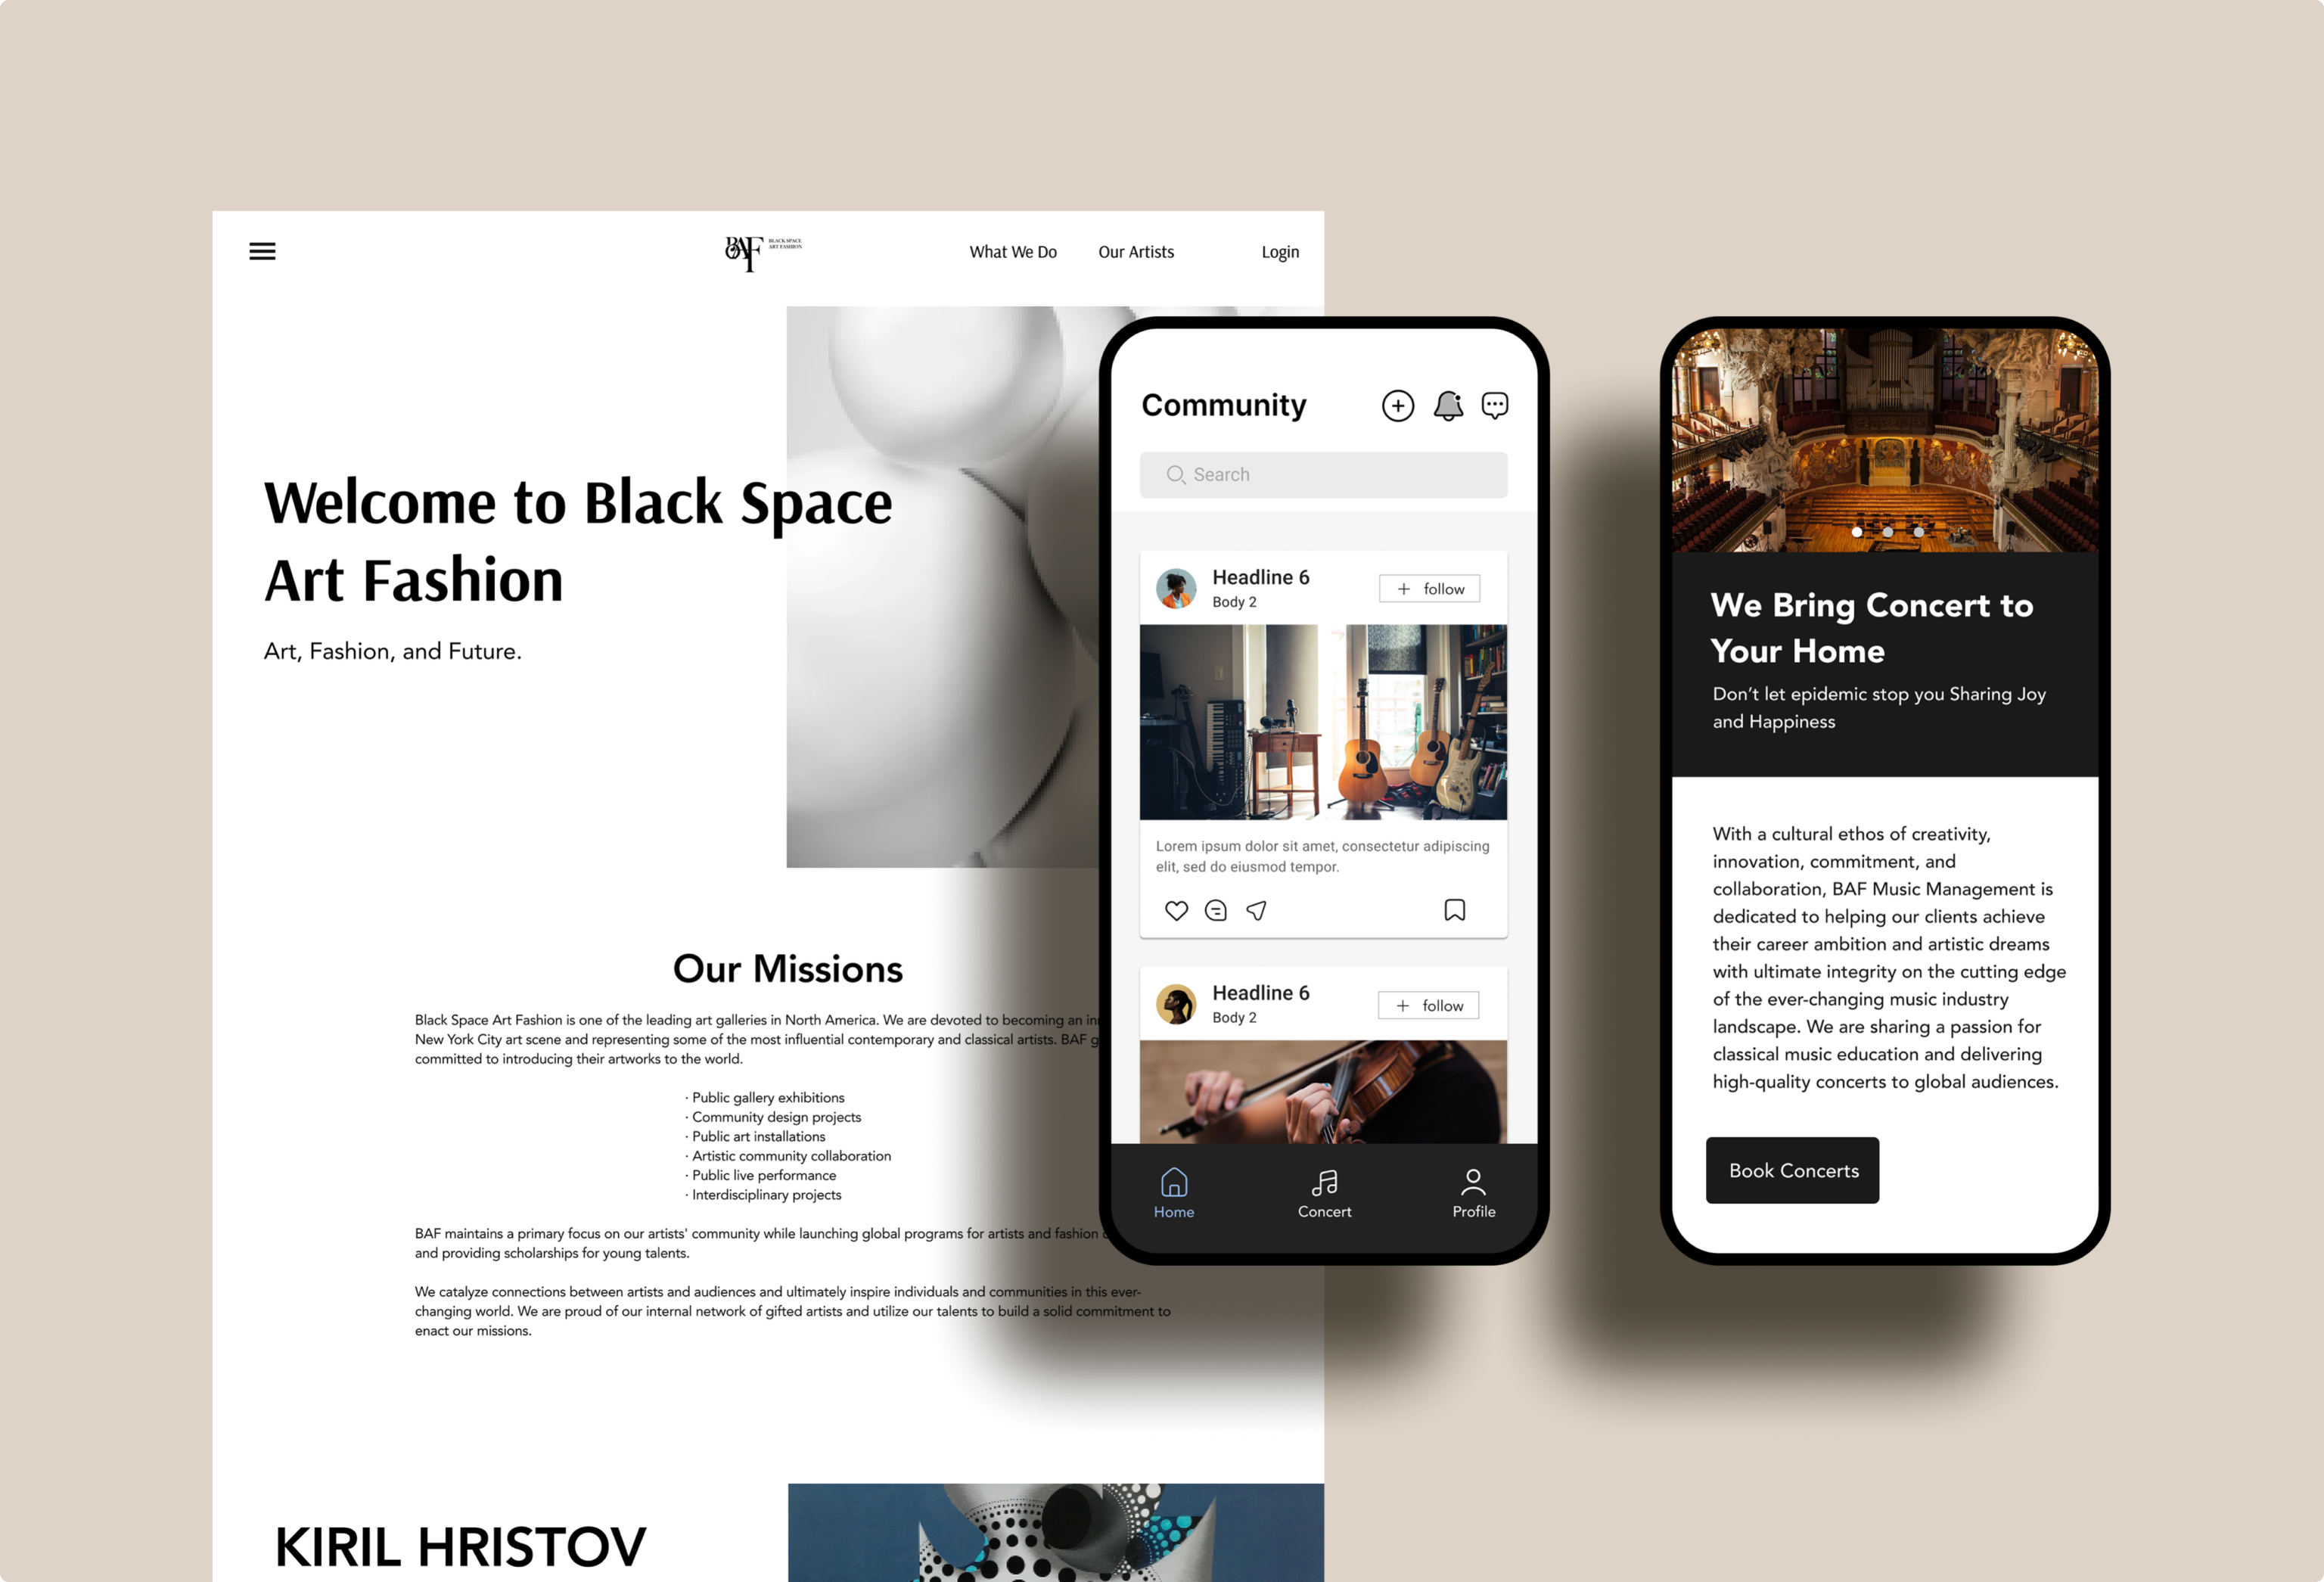 BAF
BLACK SPACE
ART FASHION
What We Do
Our Artists
Login
Welcome to Black Space
Art Fashion
Art, Fashion, and Future.
Our Missions
Black Space Art Fashion is one of the leading art galleries in North America. We are devoted to becoming an
New York City art scene and representing some of the most influential contemporary and classical artists. BAF
committed to introducing their artworks to the world.
· Public gallery exhibitions
· Community design projects
· Public art installations
· Artistic community collaboration
· Public live performance
· Interdisciplinary projects
BAF maintains a primary focus on our artists' community while launching global programs for artists and fashion
and providing scholarships for young talents.
We catalyze connections between artists and audiences and ultimately inspire individuals and communities in this ever-
changing world. We are proud of our internal network of gifted artists and utilize our talents to build a solid commitment to
enact our missions.
KIRIL HRISTOV
Community
Search
Headline 6
Body 2
+ follow
Lorem ipsum dolor sit amet, consectetur adipiscing
elit, sed do eiusmod tempor.
Headline 6
Body 2
+ follow
Home
Concert
Profile
We Bring Concert to
Your Home
Don't let epidemic stop you Sharing Joy
and Happiness
With a cultural ethos of creativity,
innovation, commitment, and
collaboration, BAF Music Management is
dedicated to helping our clients achieve
their career ambition and artistic dreams
with ultimate integrity on the cutting edge
of the ever-changing music industry
landscape. We are sharing a passion for
classical music education and delivering
high-quality concerts to global audiences.
Book Concerts